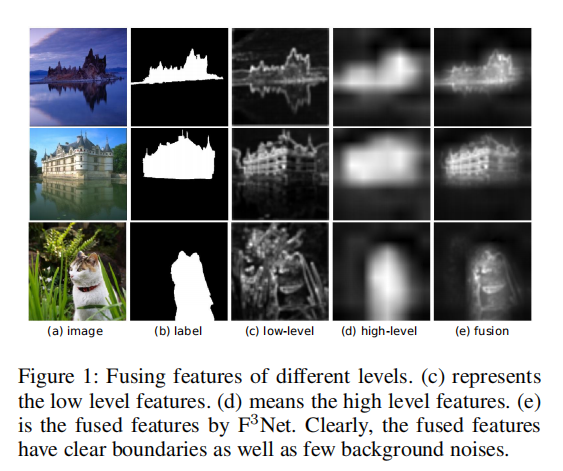 (a) image (b) label (c) low-level (d) high-level (e) fusion
Figure 1: Fusing features of different levels. (c) represents
the low level features. (d) means the high level features. (e)
is the fused features by F³Net. Clearly, the fused features
have clear boundaries as well as few background noises.